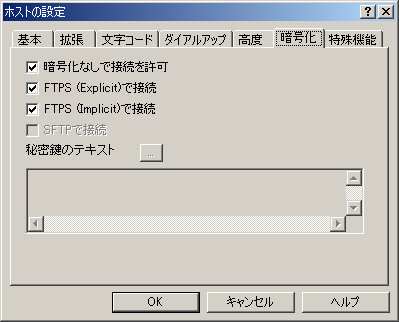 ホストの設定
基本 拡張 文字コード ダイアルアップ 高度 暗号化 特殊機能
暗号化なしで接続を許可
FTPS (Explicit)で接続
FTPS (Implicit)で接続
SFTPで接続
秘密鍵のテキスト ...
OK キャンセル ヘルプ